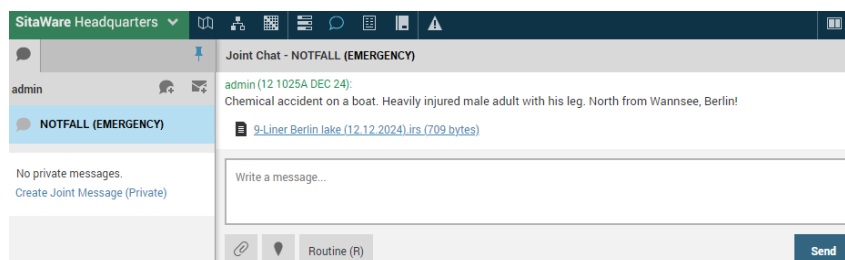 SitaWare Headquarters
Joint Chat - NOTFALL (EMERGENCY)
admin
admin (12 1025A DEC 24):
Chemical accident on a boat. Heavily injured male adult with his leg. North from Wannsee, Berlin!
NOTFALL (EMERGENCY)
9-Liner Berlin lake (12.12.2024).irs (709 bytes)
No private messages.
Create Joint Message (Private)
Write a message...
Routine (R)
Send